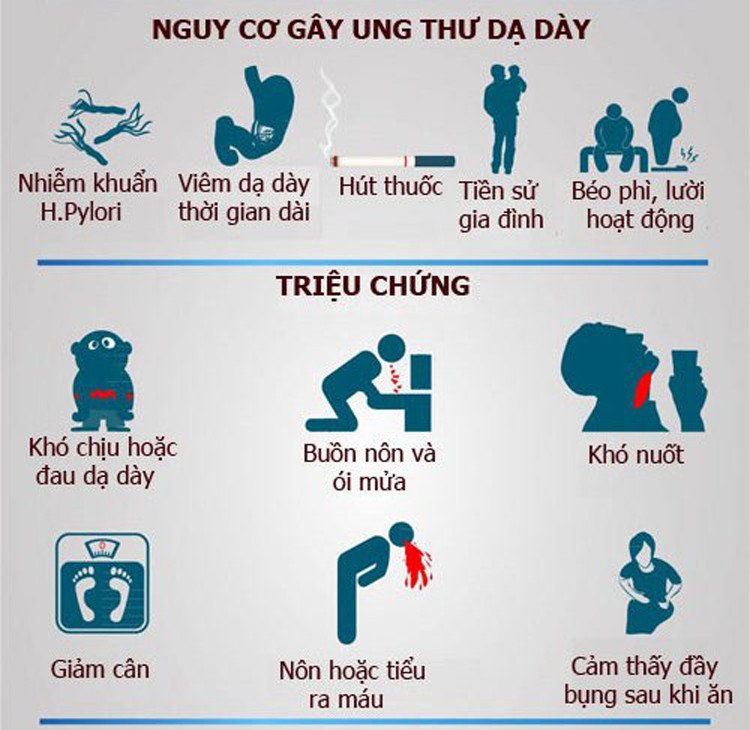 NGUY CƠ GÂY UNG THƯ DẠ DÀY
Nhiễm khuẩn
H.Pylori
Viêm dạ dày
thời gian dài
Hút thuốc
Tiền sử
gia đình
Béo phì, lười
hoạt động
TRIỆU CHỨNG
Khó chịu hoặc
đau dạ dày
Buồn nôn và
ói mửa
Khó nuốt
0
Giảm cân
Nôn hoặc tiểu
ra máu
Cảm thấy đầy
bụng sau khi ăn